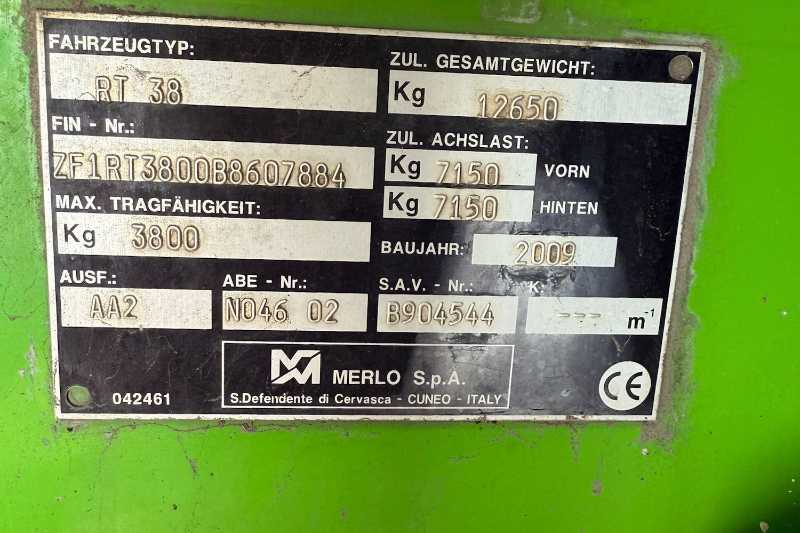 FAHRZEUGTYP:
RT 38
ZUL. GESAMTGEWICHT:
Kg 12650
FIN - Nr.:
ZF1RT3800B8607884
ZUL. ACHSLAST:
Kg 7150 VORN
Kg 7150 HINTEN
MAX. TRAGFÄHIGKEIT:
Kg 3800
BAUJAHR: 2009
AUSF.: ABE - Nr.: S.A.V. - Nr.: K:
AA2 N046 02 B904544 --- m⁻¹
MERLO S.p.A.
S.Defendente di Cervasca - CUNEO - ITALY
042461
CE